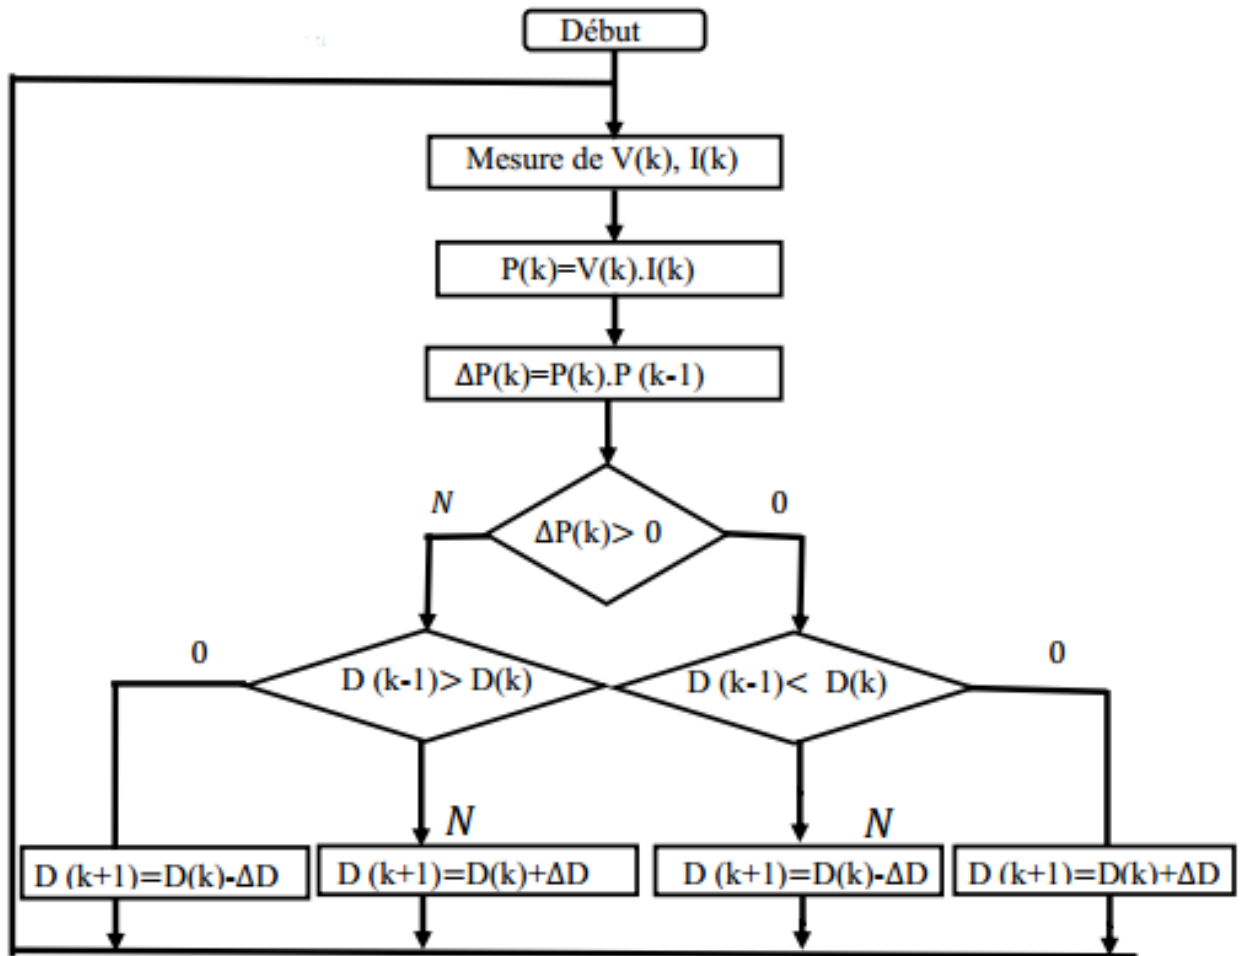 Début
Mesure de V(k), I(k)
P(k)=V(k).I(k)
ΔP(k)=P(k).P (k-1)
N
0
ΔP(k)> 0
0
0
D (k-1)> D(k)
D (k-1)< D(k)
N
N
D (k+1)=D(k)-ΔD
D (k+1)=D(k)+ΔD
D (k+1)=D(k)-ΔD
D (k+1)=D(k)+ΔD